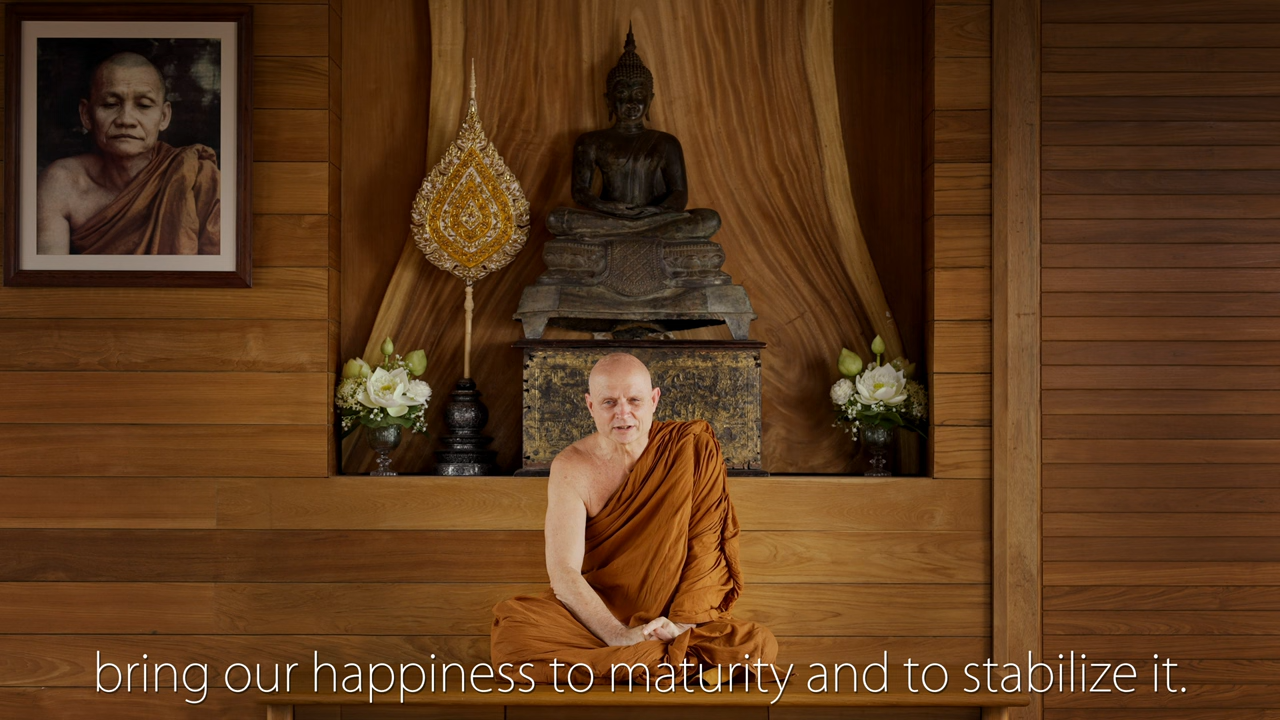 bring our happiness to maturity and to stabilize it.